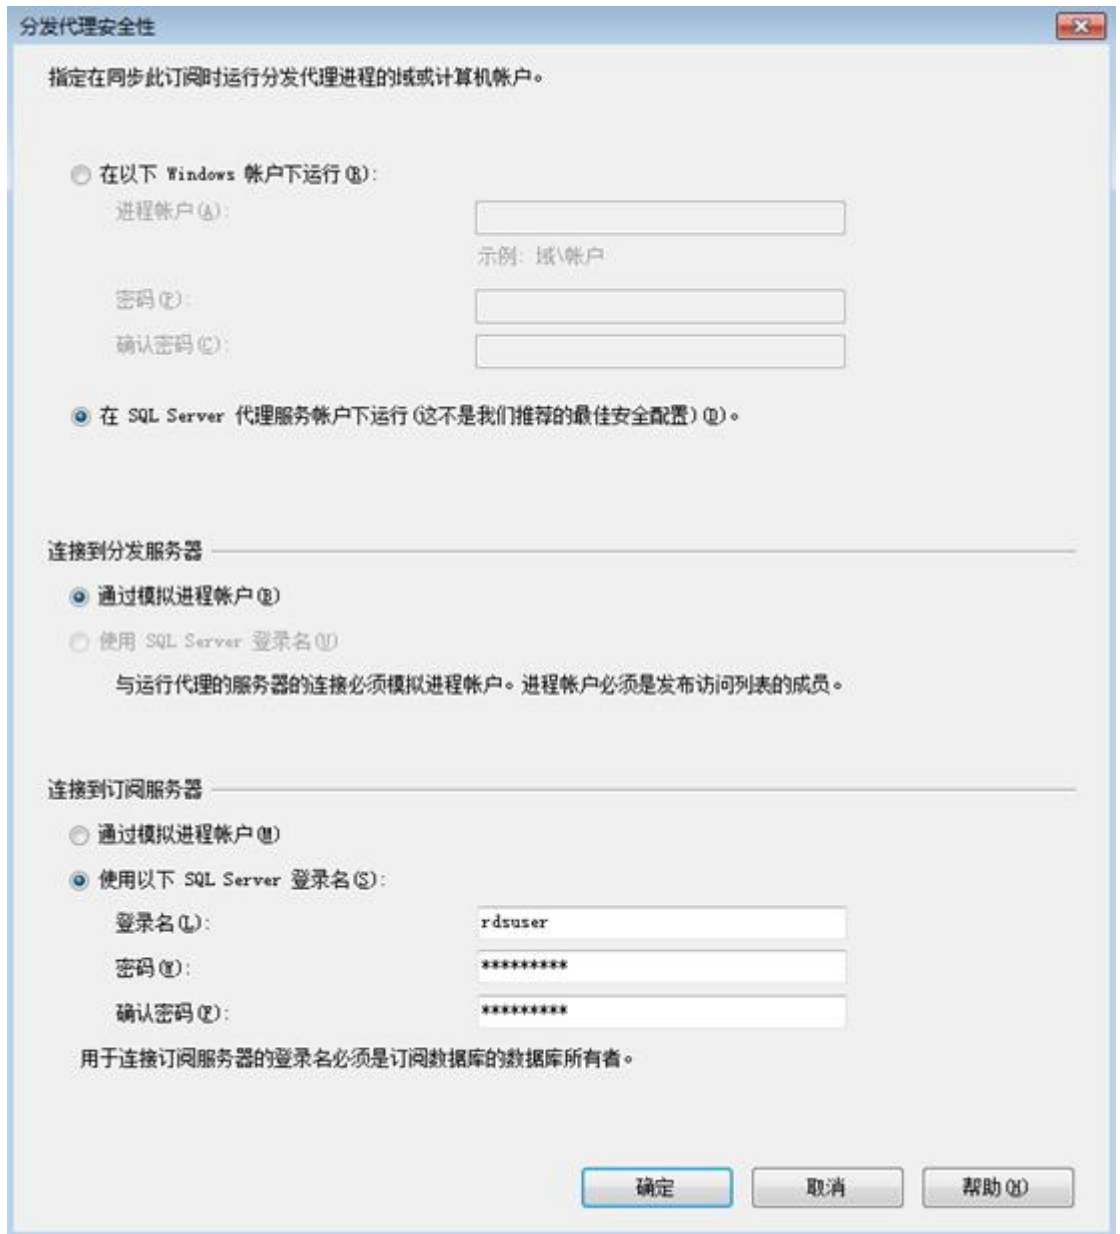 分发代理安全性
指定在同步此订阅时运行分发代理进程的域或计算机帐户。
在以下 Windows 帐户下运行(R):
进程帐户(A):
示例: 域\帐户
密码(P):
确认密码(C):
在 SQL Server 代理服务帐户下运行(这不是我们推荐的最佳安全配置)(D)。
连接到分发服务器
通过模拟进程帐户(B)
使用 SQL Server 登录名(U)
与运行代理的服务器的连接必须模拟进程帐户。进程帐户必须是发布访问列表的成员。
连接到订阅服务器
通过模拟进程帐户(M)
使用以下 SQL Server 登录名(S):
登录名(L): rdsuser
密码(W): *********
确认密码(F): *********
用于连接订阅服务器的登录名必须是订阅数据库的数据库所有者。
确定 取消 帮助(H)